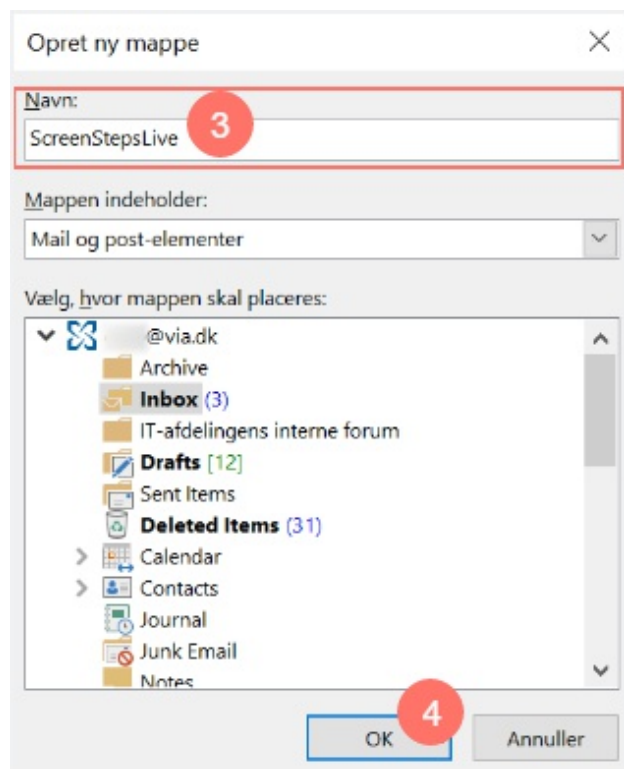 Opret ny mappe
Navn:
3
ScreenStepsLive
Mappen indeholder:
Mail og post-elementer
Vælg, hvor mappen skal placeres:
@via.dk
Archive
Inbox (3)
IT-afdelingens interne forum
Drafts [12]
Sent Items
Deleted Items (31)
Calendar
Contacts
Journal
Junk Email
Notes
4
OK
Annuller